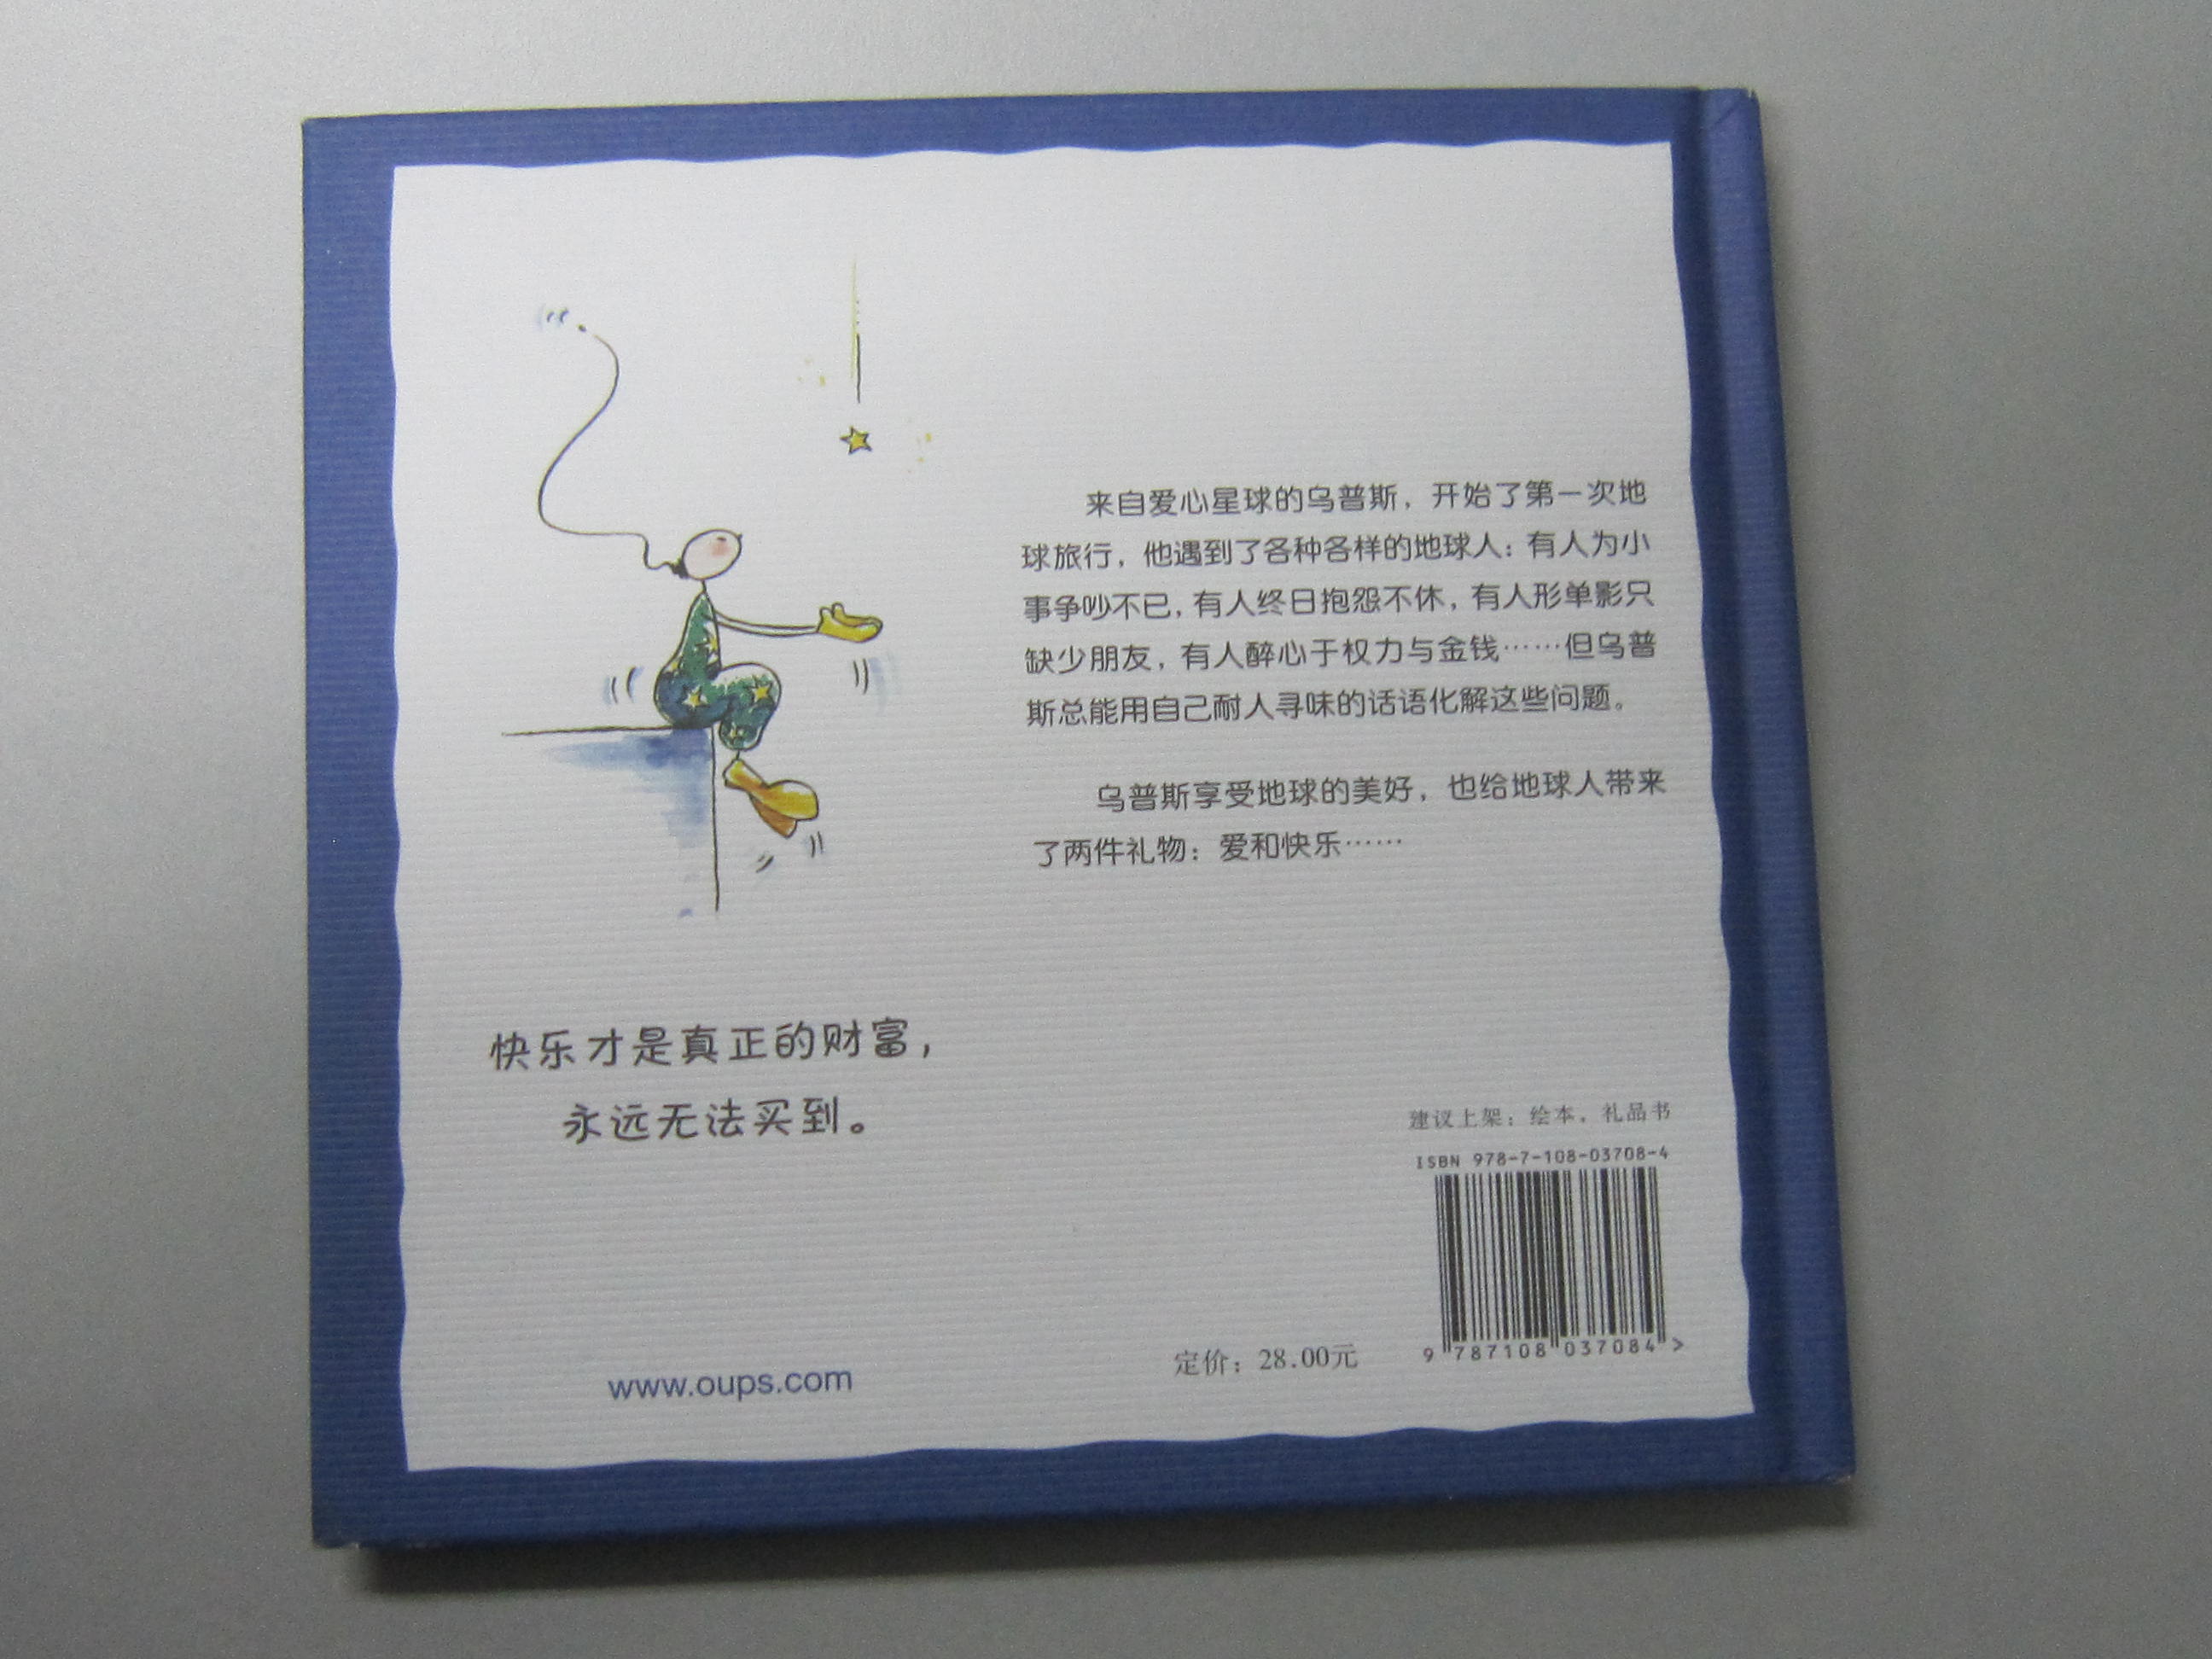 来自爱心星球的乌普斯，开始了第一次地
球旅行，他遇到了各种各样的地球人：有人为小
事争吵不已，有人终日抱怨不休，有人形单影只
缺少朋友，有人醉心于权力与金钱……但乌普
斯总能用自己耐人寻味的话语化解这些问题。
乌普斯享受地球的美好，也给地球人带来
了两件礼物：爱和快乐……
快乐才是真正的财富，
永远无法买到。
建议上架：绘本，礼品书
ISBN 978-7-108-03708-4
9 787108 037084 >
定价：28.00元
www.oups.com